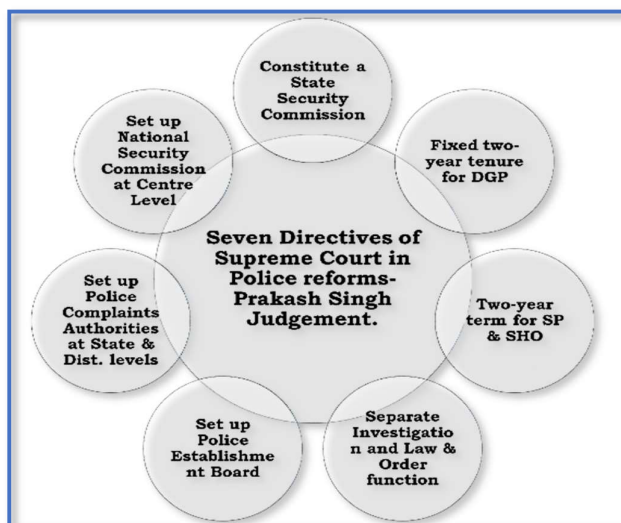 Constitute a
State
Security
Commission
Fixed two-
year tenure
for DGP
Two-year
term for SP
& SHO
Separate
Investigatio
n and Law &
Order
function
Set up
Police
Establishme
nt Board
Set up
Police
Complaints
Authorities
at State &
Dist. levels
Set up
National
Security
Commission
at Centre
Level
Seven Directives of
Supreme Court in
Police reforms-
Prakash Singh
Judgement.